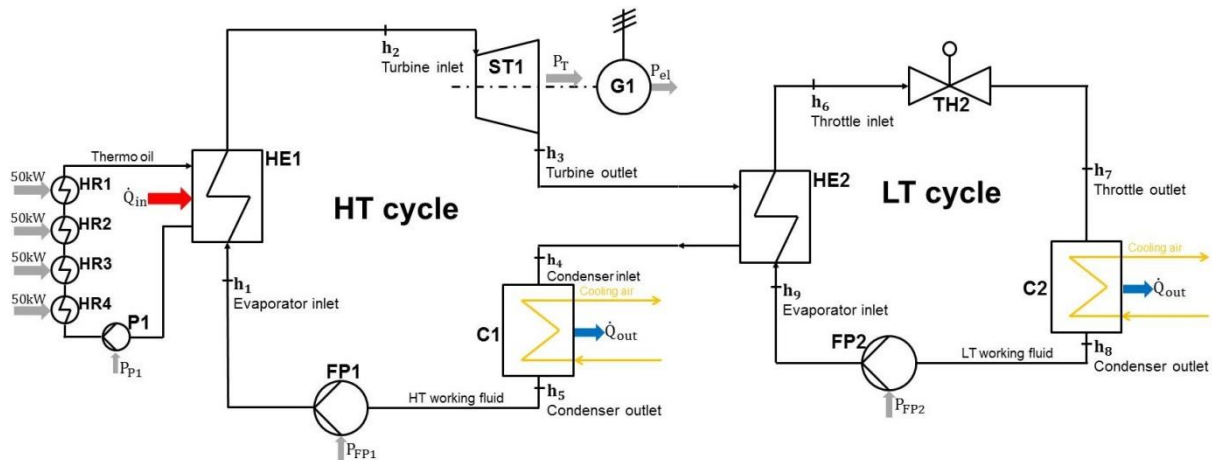 h2
Turbine inlet
ST1
PT
G1
Pel
h6
Throttle inlet
TH2
Thermo oil
HE1
50kW
HR1
Q̇in
50kW
HR2
50kW
HR3
50kW
HR4
P1
PP1
HT cycle
h3
Turbine outlet
HE2
LT cycle
h7
Throttle outlet
h1
Evaporator inlet
h4
Condenser inlet
Cooling air
C1
Q̇out
h9
Evaporator inlet
Cooling air
C2
Q̇out
FP1
HT working fluid
h5
Condenser outlet
PFP1
FP2
LT working fluid
h8
Condenser outlet
PFP2